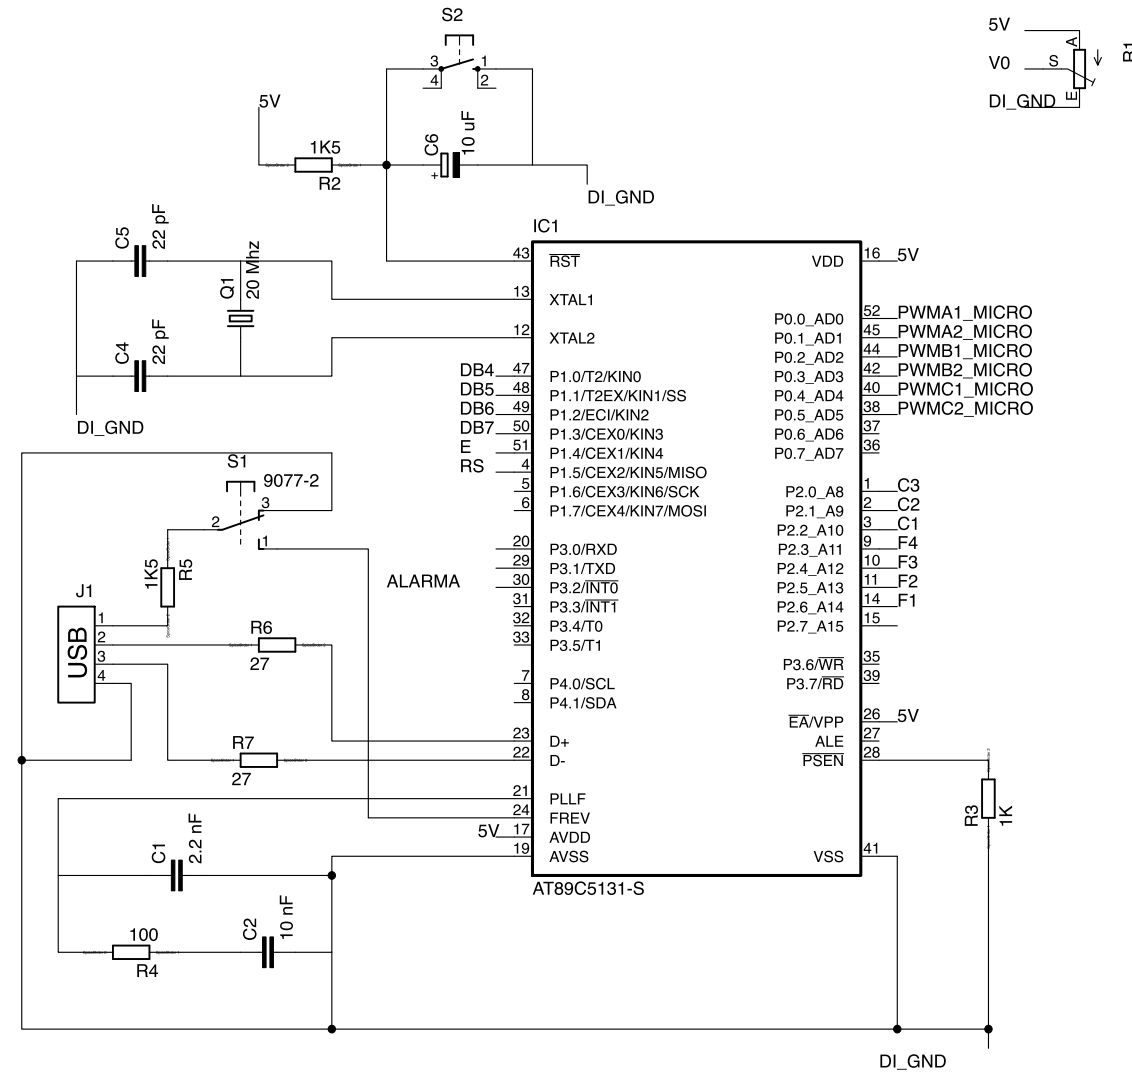 S2
3 1
4 2
5V
1K5
R2
C6
10 uF
+
DI_GND
5V
V0
DI_GND
A
S
E
R1
C5
22 pF
C4
22 pF
Q1
20 Mhz
DI_GND
IC1
43 RST
13 XTAL1
12 XTAL2
DB4 47 P1.0/T2/KIN0
DB5 48 P1.1/T2EX/KIN1/SS
DB6 49 P1.2/ECI/KIN2
DB7 50 P1.3/CEX0/KIN3
E 51 P1.4/CEX1/KIN4
RS 4 P1.5/CEX2/KIN5/MISO
5 P1.6/CEX3/KIN6/SCK
6 P1.7/CEX4/KIN7/MOSI
20 P3.0/RXD
29 P3.1/TXD
ALARMA 30 P3.2/INT0
31 P3.3/INT1
32 P3.4/T0
33 P3.5/T1
7 P4.0/SCL
8 P4.1/SDA
23 D+
22 D-
21 PLLF
24 FREV
5V 17 AVDD
19 AVSS
VDD 16 5V
P0.0_AD0 52 PWMA1_MICRO
P0.1_AD1 45 PWMA2_MICRO
P0.2_AD2 44 PWMB1_MICRO
P0.3_AD3 42 PWMB2_MICRO
P0.4_AD4 40 PWMC1_MICRO
P0.5_AD5 38 PWMC2_MICRO
P0.6_AD6 37
P0.7_AD7 36
P2.0_A8 1 C3
P2.1_A9 2 C2
P2.2_A10 3 C1
P2.3_A11 9 F4
P2.4_A12 10 F3
P2.5_A13 11 F2
P2.6_A14 14 F1
P2.7_A15 15
P3.6/WR 35
P3.7/RD 39
EA/VPP 26 5V
ALE 27
PSEN 28
VSS 41
AT89C5131-S
S1
9077-2
2
3
1
1K5
R5
J1
USB
1
2
3
4
R6
27
R7
27
C1
2.2 nF
100
R4
C2
10 nF
R3
1K
DI_GND